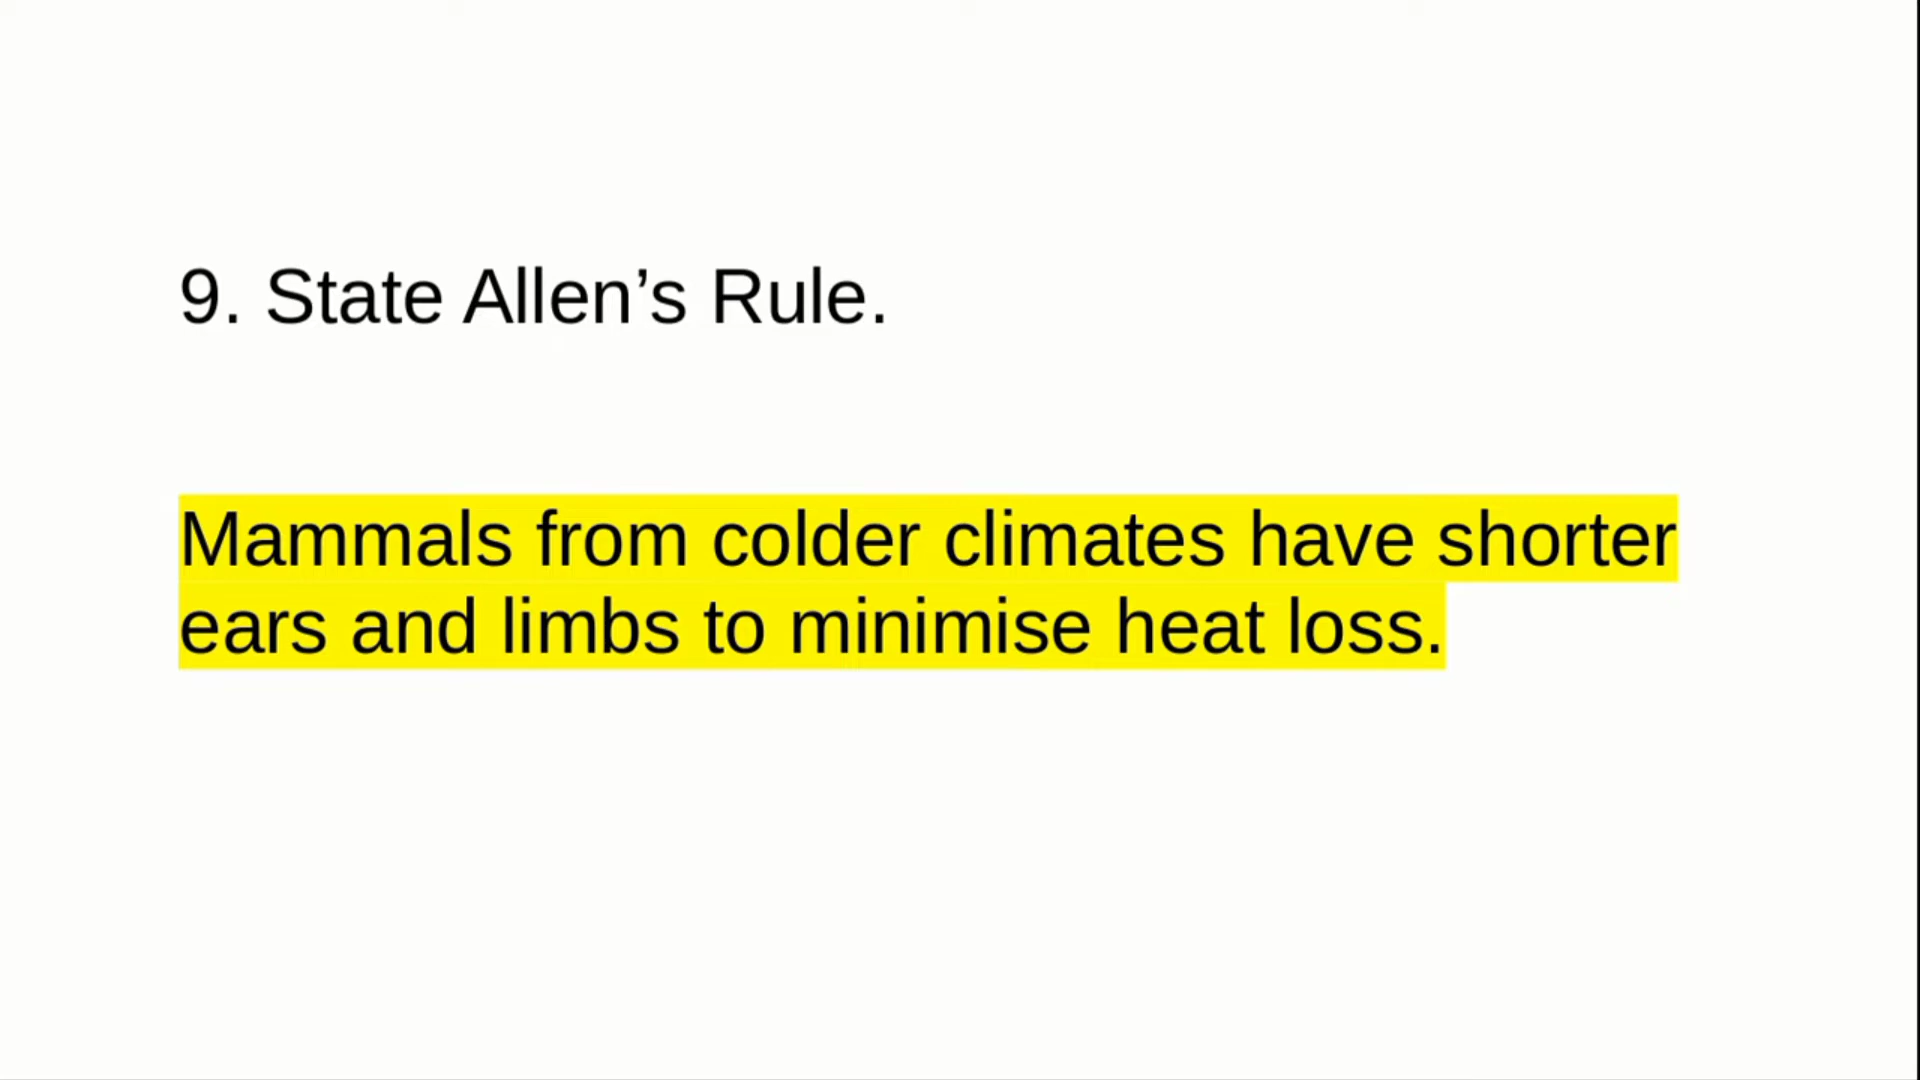 9. State Allen’s Rule.
Mammals from colder climates have shorter
ears and limbs to minimise heat loss.